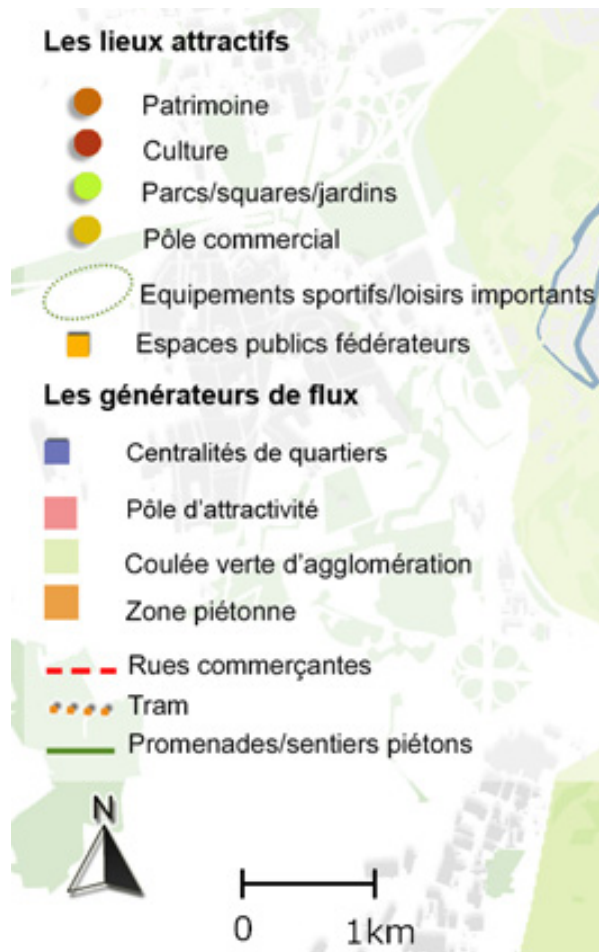 Les lieux attractifs
Patrimoine
Culture
Parcs/squares/jardins
Pôle commercial
Equipements sportifs/loisirs importants
Espaces publics fédérateurs
Les générateurs de flux
Centralités de quartiers
Pôle d'attractivité
Coulée verte d'agglomération
Zone piétonne
Rues commerçantes
Tram
Promenades/sentiers piétons
N
0 1km